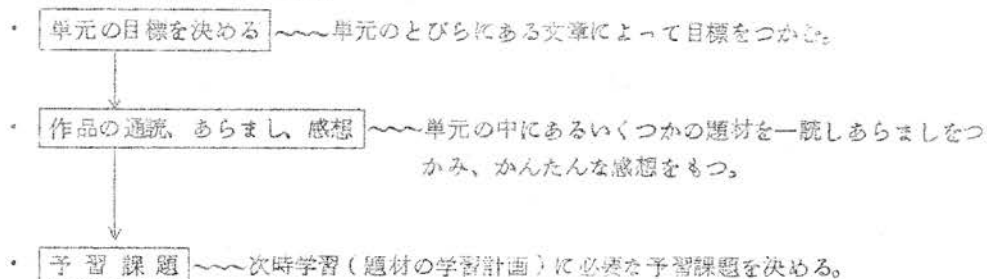 ・ 単元の目標を決める 〜〜〜単元のとびらにある文章によって目標をつかむ。
・ 作品の通読、あらまし、感想 〜〜〜単元の中にあるいくつかの題材を一読しあらましをつ
かみ、かんたんな感想をもつ。
・ 予習課題 〜〜〜次時学習(題材の学習計画)に必要な予習課題を決める。